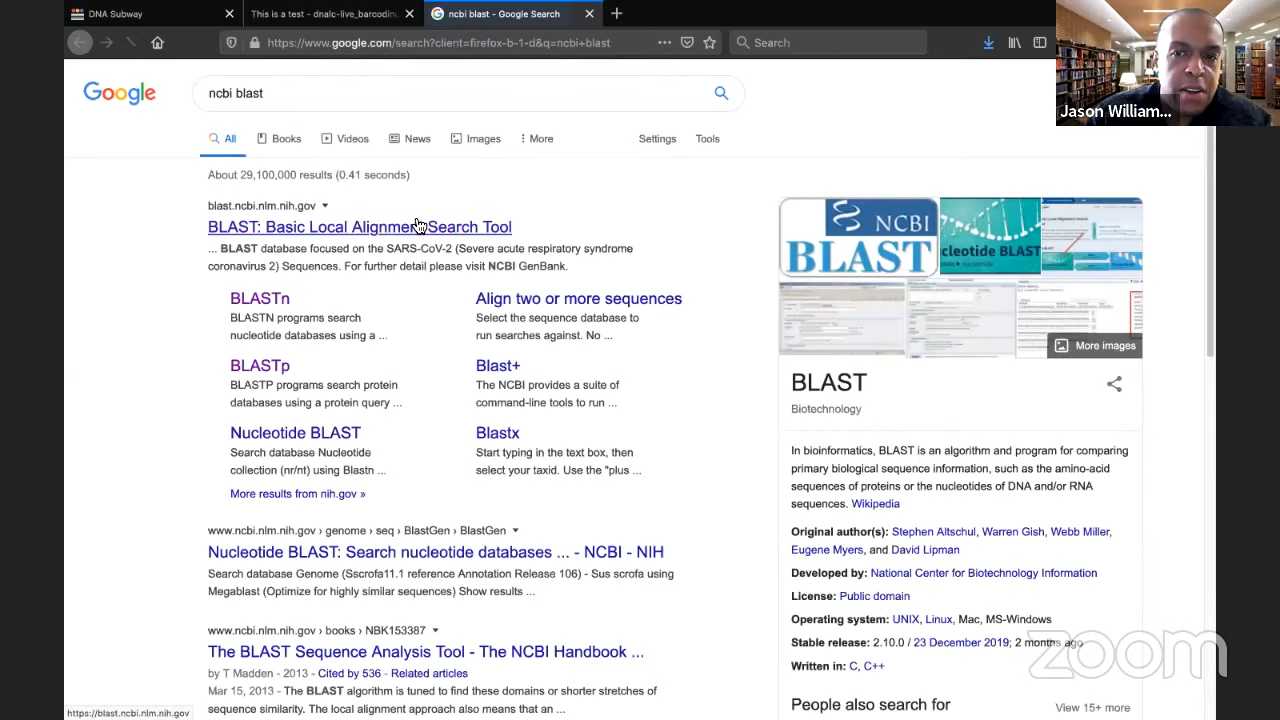 DNA Subway
This is a test - dnalc-live_barcoding
ncbi blast - Google Search
https://www.google.com/search?client=firefox-b-1-d&q=ncbi+blast
Search
Jason William...
Google
ncbi blast
All
Books
Videos
News
Images
More
Settings
Tools
About 29,100,000 results (0.41 seconds)
blast.ncbi.nlm.nih.gov
BLAST: Basic Local Alignment Search Tool
... BLAST database focused on SARS-CoV-2 (Severe acute respiratory syndrome
coronavirus 2) Sequences. For further detail please visit NCBI GenBank.
BLASTn
BLASTN programs search
nucleotide databases using a ...
Align two or more sequences
Select the sequence database to
run searches against. No ...
BLASTp
BLASTP programs search protein
databases using a protein query ...
Blast+
The NCBI provides a suite of
command-line tools to run ...
Nucleotide BLAST
Search database Nucleotide
collection (nr/nt) using Blastn ...
Blastx
Start typing in the text box, then
select your taxid. Use the "plus ...
More results from nih.gov »
www.ncbi.nlm.nih.gov › genome › seq › BlastGen › BlastGen
Nucleotide BLAST: Search nucleotide databases ... - NCBI - NIH
Search database Genome (Sscrofa11.1 reference Annotation Release 106) - Sus scrofa using
Megablast (Optimize for highly similar sequences) Show results ...
www.ncbi.nlm.nih.gov › books › NBK153387
The BLAST Sequence Analysis Tool - The NCBI Handbook ...
by T Madden - 2013 - Cited by 536 - Related articles
Mar 15, 2013 - The BLAST algorithm is tuned to find these domains or shorter stretches of
sequence similarity. The local alignment approach also means that an ...
https://blast.ncbi.nlm.nih.gov
NCBI
BLAST
ucleotide BLAST
More images
BLAST
Biotechnology
In bioinformatics, BLAST is an algorithm and program for comparing
primary biological sequence information, such as the amino-acid
sequences of proteins or the nucleotides of DNA and/or RNA
sequences. Wikipedia
Original author(s): Stephen Altschul, Warren Gish, Webb Miller,
Eugene Myers, and David Lipman
Developed by: National Center for Biotechnology Information
License: Public domain
Operating system: UNIX, Linux, Mac, MS-Windows
Stable release: 2.10.0 / 23 December 2019; 2 months ago
Written in: C, C++
People also search for
View 15+ more
zoom